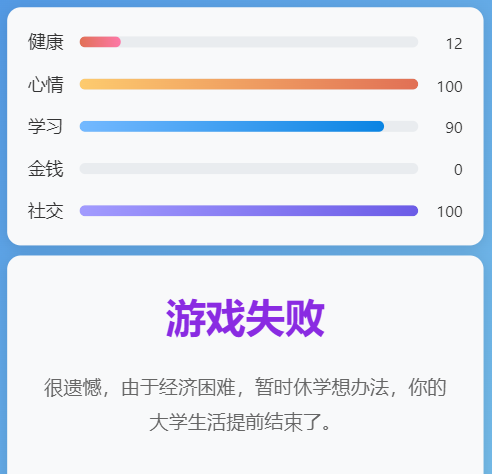 健康 12
心情 100
学习 90
金钱 0
社交 100
游戏失败
很遗憾，由于经济困难，暂时休学想办法，你的
大学生活提前结束了。